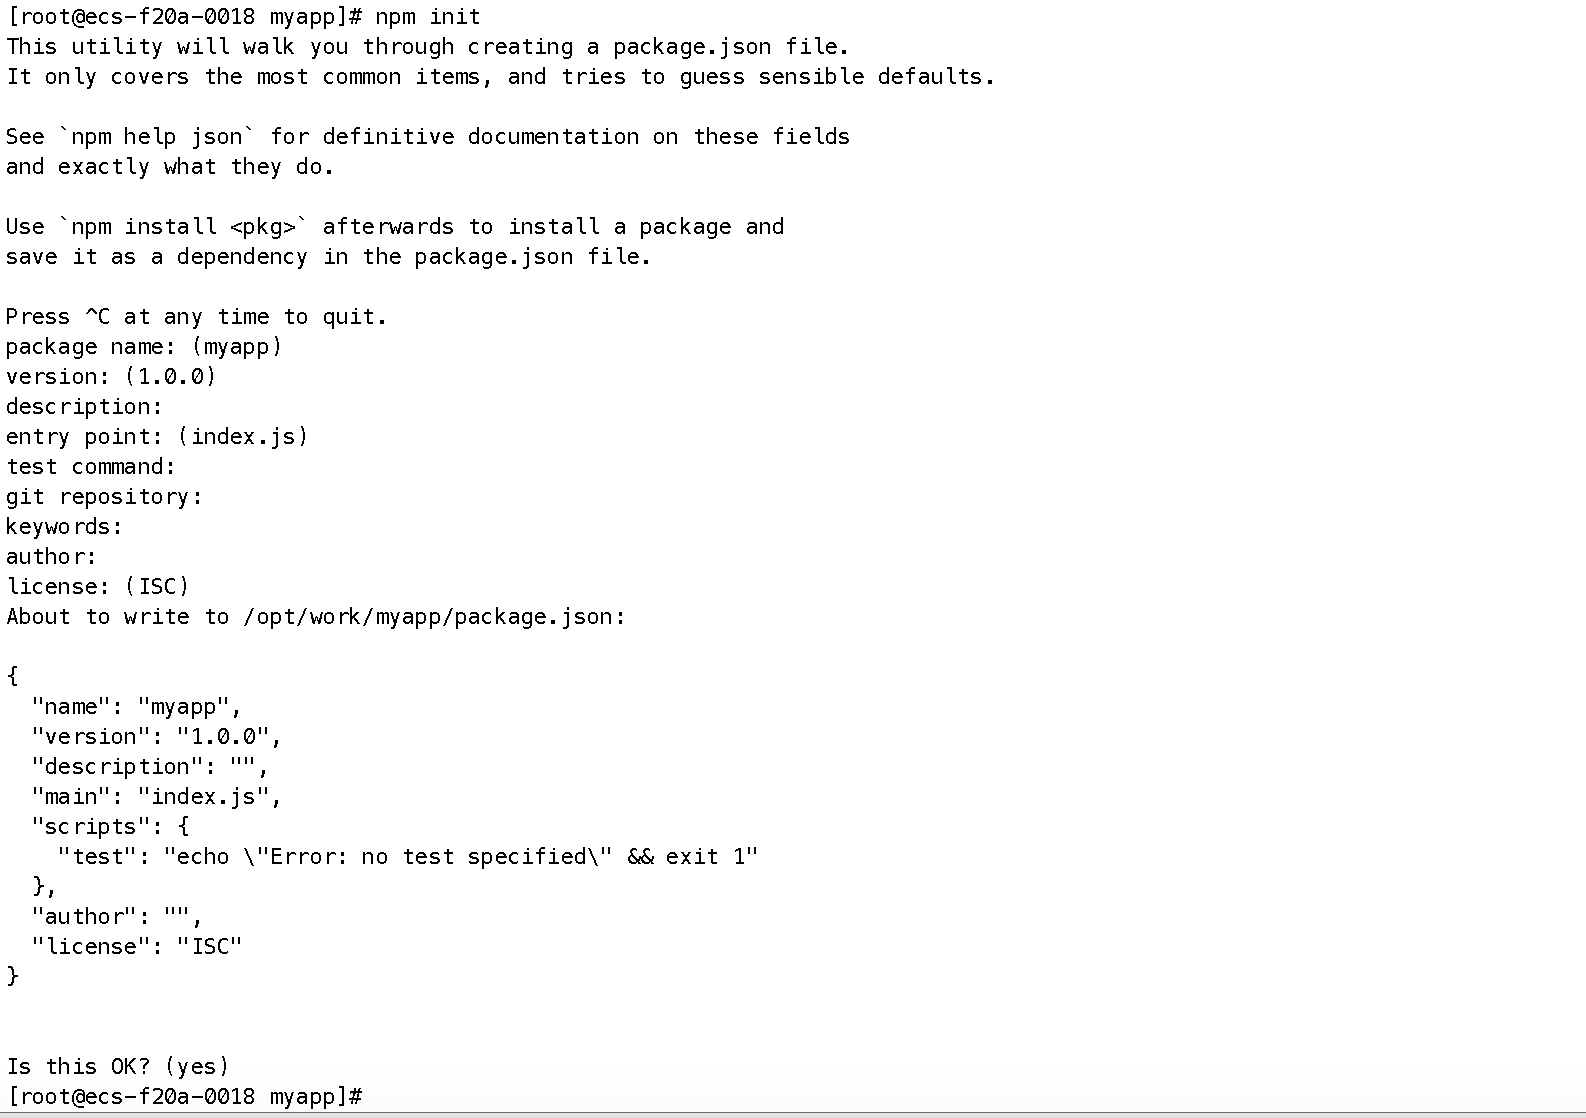 [root@ecs-f20a-0018 myapp]# npm init
This utility will walk you through creating a package.json file.
It only covers the most common items, and tries to guess sensible defaults.

See `npm help json` for definitive documentation on these fields
and exactly what they do.

Use `npm install <pkg>` afterwards to install a package and
save it as a dependency in the package.json file.

Press ^C at any time to quit.
package name: (myapp)
version: (1.0.0)
description:
entry point: (index.js)
test command:
git repository:
keywords:
author:
license: (ISC)
About to write to /opt/work/myapp/package.json:

{
  "name": "myapp",
  "version": "1.0.0",
  "description": "",
  "main": "index.js",
  "scripts": {
    "test": "echo \"Error: no test specified\" && exit 1"
  },
  "author": "",
  "license": "ISC"
}


Is this OK? (yes)
[root@ecs-f20a-0018 myapp]#